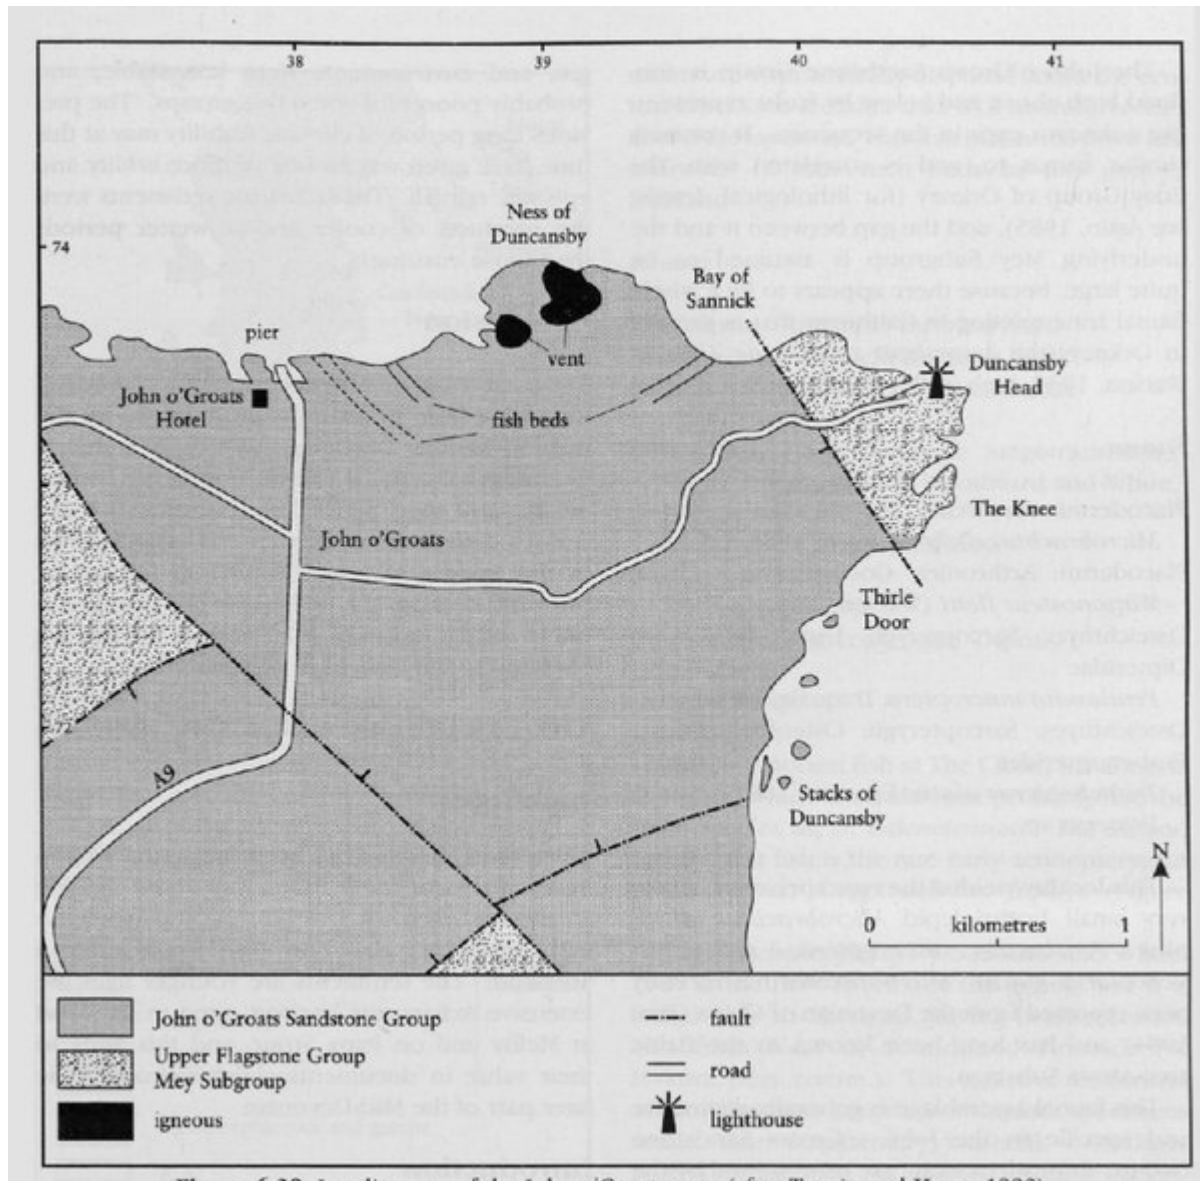 38
39
40
41
74
Ness of
Duncansby
Bay of
Sannick
pier
vent
Duncansby
Head
John o'Groats
Hotel
fish beds
The Knee
John o'Groats
Thirle
Door
72
A9
Stacks of
Duncansby
N
0 kilometres 1
John o'Groats Sandstone Group
Upper Flagstone Group
Mey Subgroup
igneous
fault
road
lighthouse